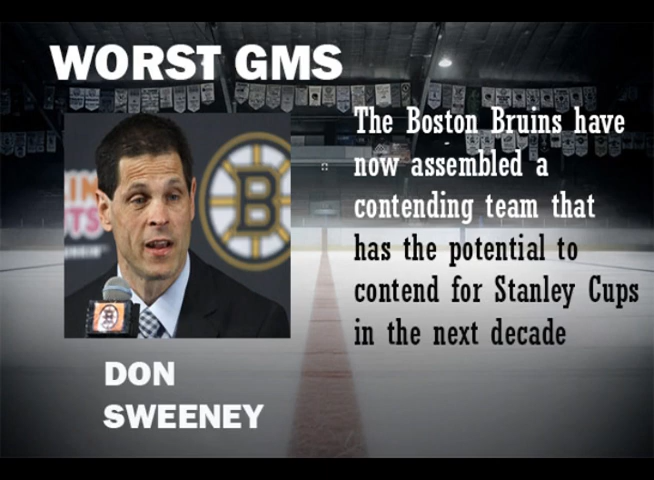 WORST GMS
The Boston Bruins have
now assembled a
contending team that
has the potential to
contend for Stanley Cups
in the next decade
B
B
DON
SWEENEY